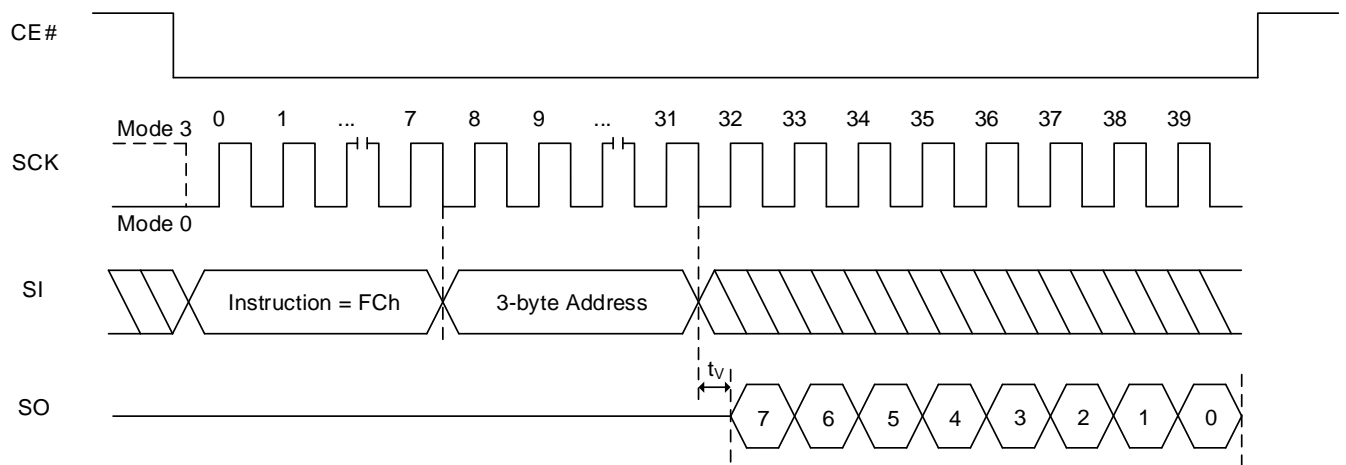 CE#
Mode 3 0 1 ... 7 8 9 ... 31 32 33 34 35 36 37 38 39
SCK
Mode 0
SI Instruction = FCh 3-byte Address
tV
SO 7 6 5 4 3 2 1 0